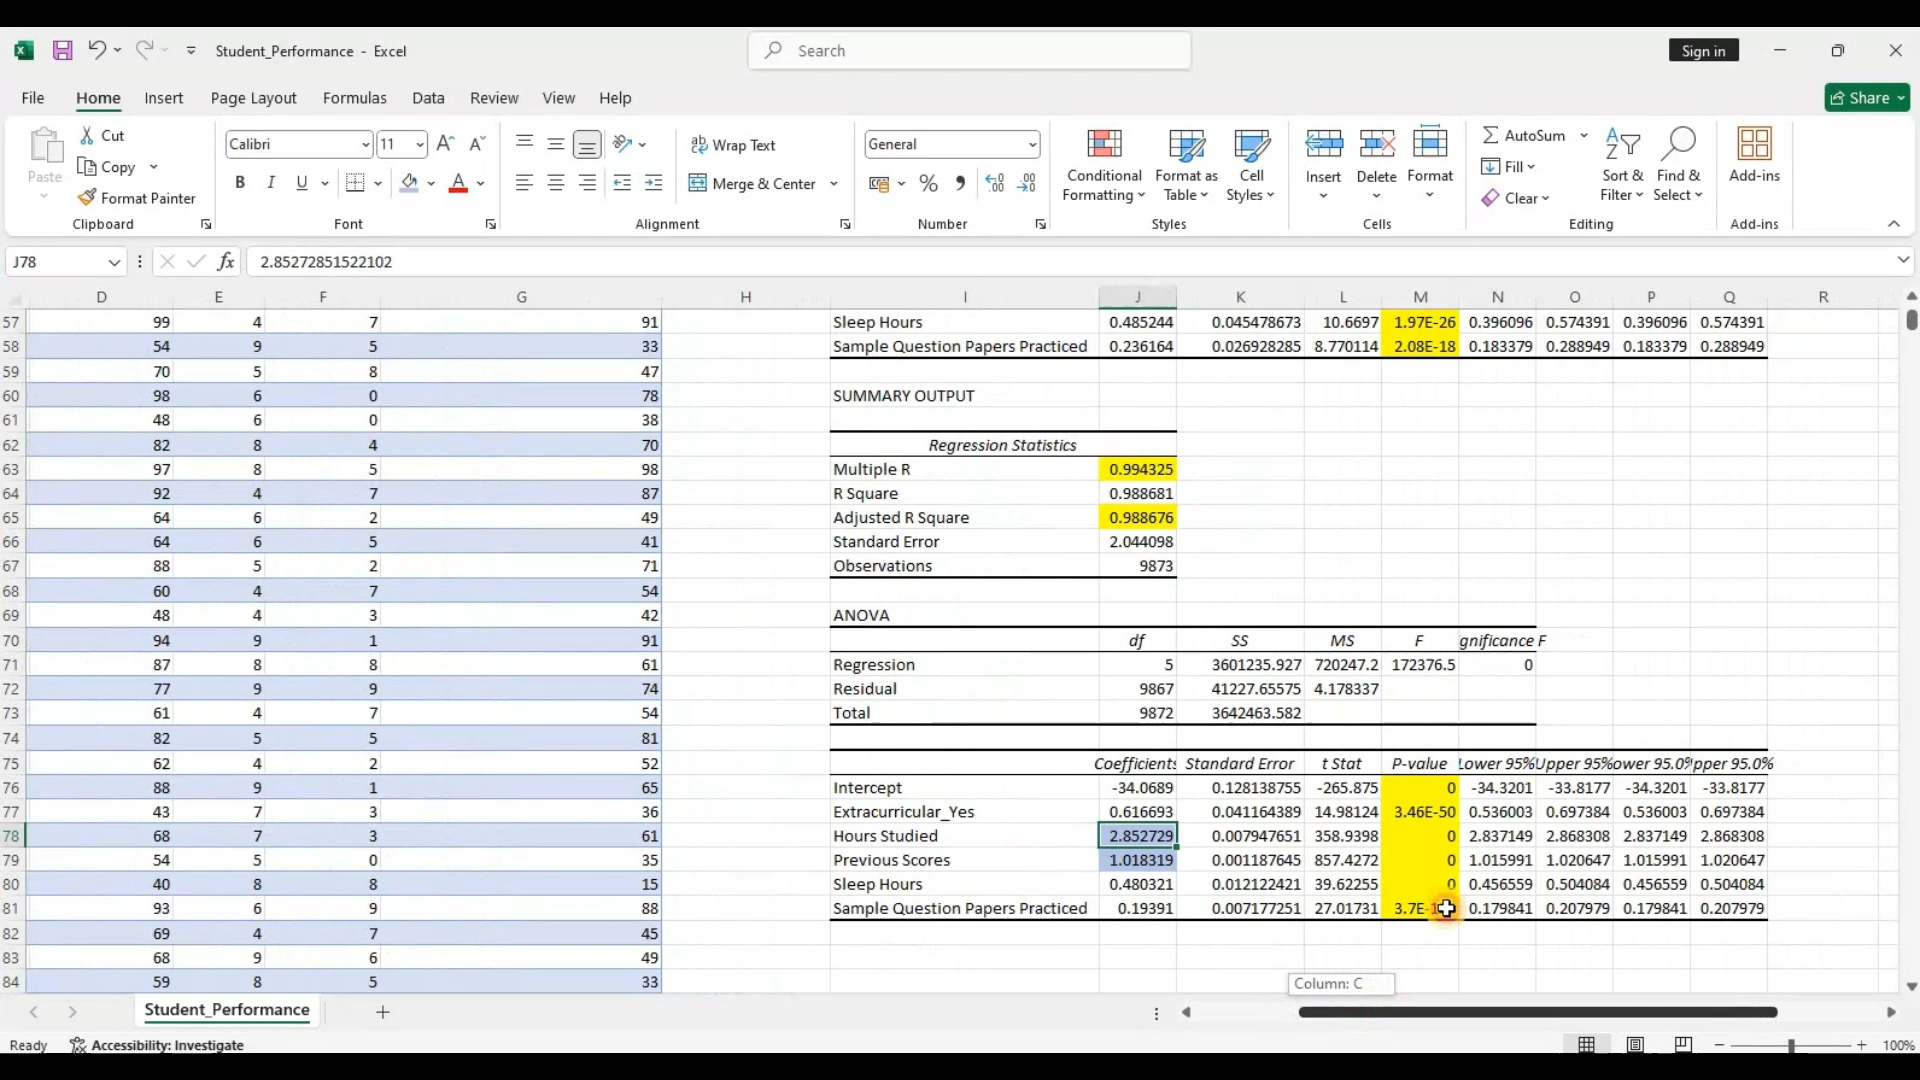 Student_Performance - Excel
Search
Sign in
File Home Insert Page Layout Formulas Data Review View Help
Share
Paste
Cut
Copy
Format Painter
Clipboard
Calibri 11
B I U
Font
Wrap Text
Merge & Center
Alignment
General
Number
Conditional Formatting
Format as Table
Cell Styles
Styles
Insert Delete Format
Cells
AutoSum
Fill
Clear
Sort & Filter
Find & Select
Editing
Add-ins
Add-ins
J78 fx 2.85272851522102
D E F G H I J K L M N O P Q R
57 99 4 7 91 Sleep Hours 0.485244 0.045478673 10.6697 1.97E-26 0.396096 0.574391 0.396096 0.574391
58 54 9 5 33 Sample Question Papers Practiced 0.236164 0.026928285 8.770114 2.08E-18 0.183379 0.288949 0.183379 0.288949
59 70 5 8 47
60 98 6 0 78 SUMMARY OUTPUT
61 48 6 0 38
62 82 8 4 70 Regression Statistics
63 97 8 5 98 Multiple R 0.994325
64 92 4 7 87 R Square 0.988681
65 64 6 2 49 Adjusted R Square 0.988676
66 64 6 5 41 Standard Error 2.044098
67 88 5 2 71 Observations 9873
68 60 4 7 54
69 48 4 3 42 ANOVA
70 94 9 1 91 df SS MS F gnificance F
71 87 8 8 61 Regression 5 3601235.927 720247.2 172376.5 0
72 77 9 9 74 Residual 9867 41227.65575 4.178337
73 61 4 7 54 Total 9872 3642463.582
74 82 5 5 81
75 62 4 2 52 Coefficients Standard Error t Stat P-value Lower 95% Upper 95% ower 95.0% pper 95.0%
76 88 9 1 65 Intercept -34.0689 0.128138755 -265.875 0 -34.3201 -33.8177 -34.3201 -33.8177
77 43 7 3 36 Extracurricular_Yes 0.616693 0.041164389 14.98124 3.46E-50 0.536003 0.697384 0.536003 0.697384
78 68 7 3 61 Hours Studied 2.852729 0.007947651 358.9398 0 2.837149 2.868308 2.837149 2.868308
79 54 5 0 35 Previous Scores 1.018319 0.001187645 857.4272 0 1.015991 1.020647 1.015991 1.020647
80 40 8 8 15 Sleep Hours 0.480321 0.012122421 39.62255 0 0.456559 0.504084 0.456559 0.504084
81 93 6 9 88 Sample Question Papers Practiced 0.19391 0.007177251 27.01731 0.179841 0.207979 0.179841 0.207979
82 69 4 7 45
83 68 9 6 49
84 59 8 5 33
Column: C
Student_Performance
Ready Accessibility: Investigate
100%